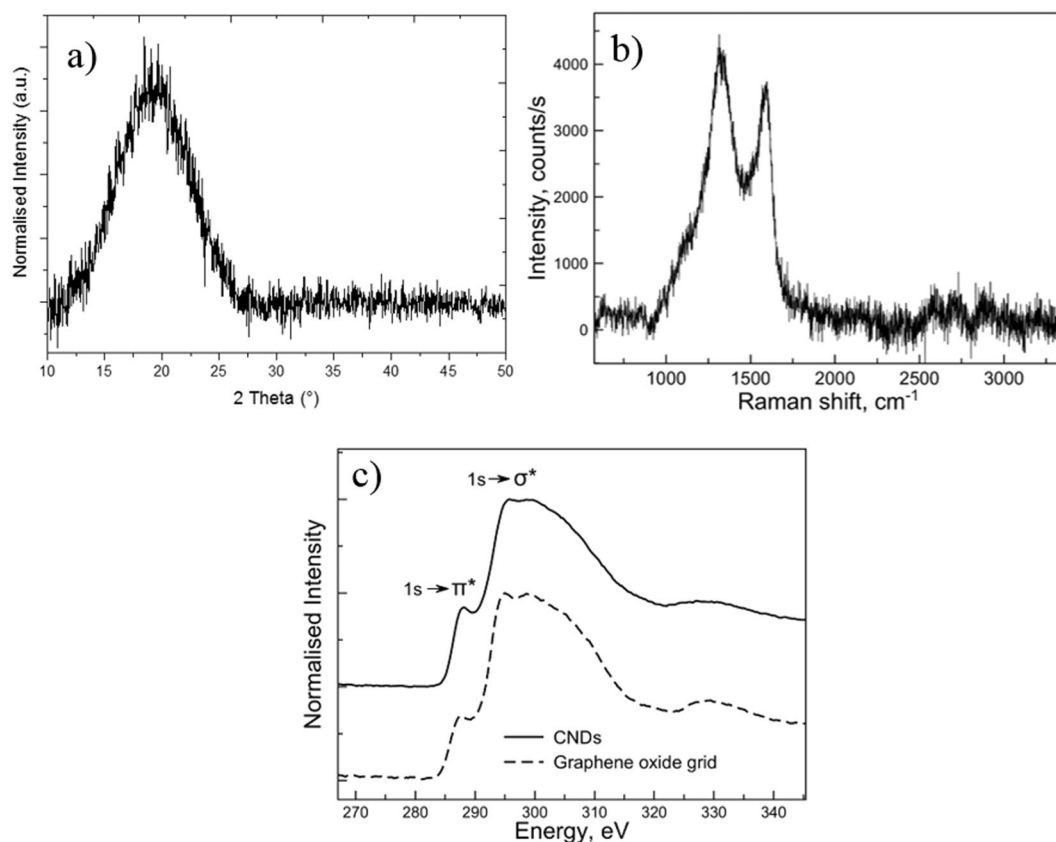 a)
Normalised Intensity (a.u.)
10 15 20 25 30 35 40 45 50
2 Theta (°)
b)
Intensity, counts/s
4000
3000
2000
1000
0
1000 1500 2000 2500 3000
Raman shift, cm⁻¹
c)
1s→σ*
1s→π*
Normalised Intensity
CNDs
Graphene oxide grid
270 280 290 300 310 320 330 340
Energy, eV